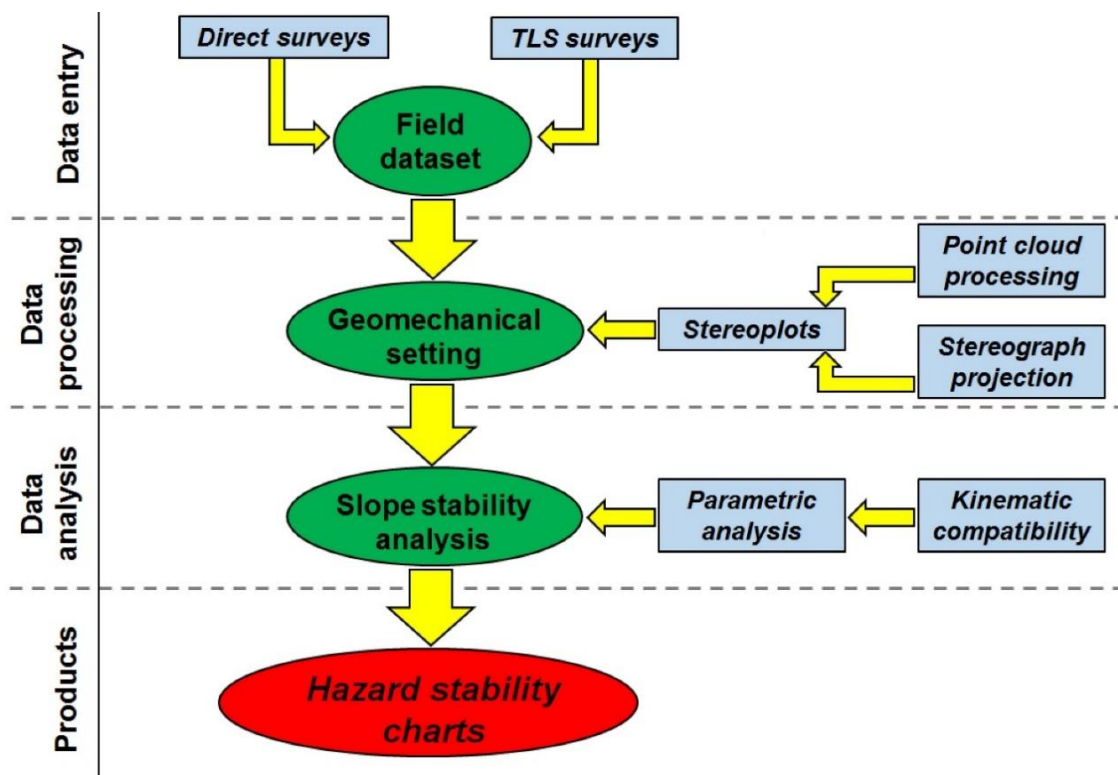 Data entry
Direct surveys
TLS surveys
Field
dataset
Data
processing
Geomechanical
setting
Stereoplots
Point cloud
processing
Stereograph
projection
Data
analysis
Slope stability
analysis
Parametric
analysis
Kinematic
compatibility
Products
Hazard stability
charts